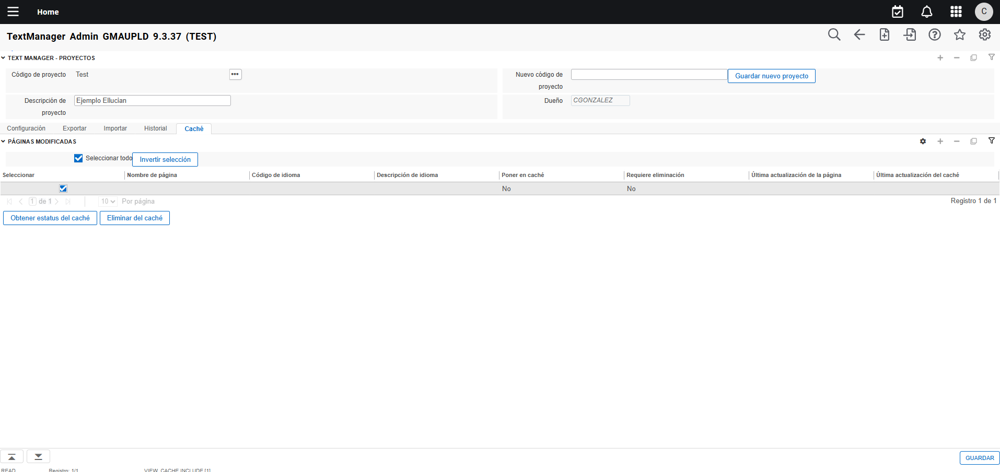 Home
C
TextManager Admin GMAUPLD 9.3.37 (TEST)
TEXT MANAGER - PROYECTOS
Código de proyecto Test ••• Nuevo código de proyecto Guardar nuevo proyecto
Descripción de proyecto Ejemplo Ellucian Dueño CGONZALEZ
Configuración Exportar Importar Historial Caché
PÁGINAS MODIFICADAS
Seleccionar todo Invertir selección
Seleccionar Nombre de página Código de idioma Descripción de idioma Poner en caché Requiere eliminación Última actualización de la página Última actualización del caché
No No
1 de 1 10 Por página Registro 1 de 1
Obtener estatus del caché Eliminar del caché
GUARDAR
READ Registro: 1/1 VIEW_CACHE.INCLUDE [1]